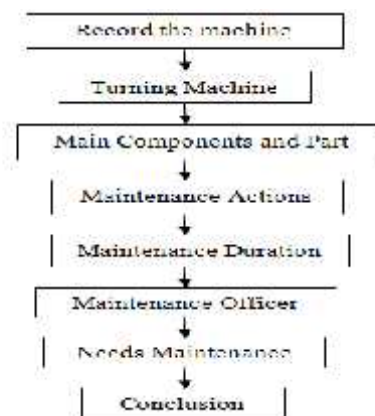 Record the machine
Turning Machine
Main Components and Part
Maintenance Actions
Maintenance Duration
Maintenance Officer
Needs Maintenance
Conclusion